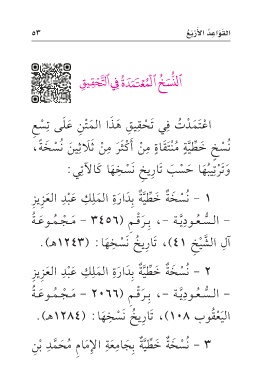 القَوَاعِدُ الأَرْبَعُ
٥٣
النُّسَخُ الْمُعْتَمَدَةُ فِي التَّحْقِيقِ
اعْتَمَدْتُ فِي تَحْقِيقِ هَذَا المَتْنِ عَلَى تِسْعِ
نُسَخٍ خَطِّيَّةٍ مُنْتَقَاةٍ مِنْ أَكْثَرَ مِنْ ثَلَاثِينَ نُسْخَةً،
وَتَرْتِيبُهَا حَسْبَ تَارِيخِ نَسْخِهَا كَالآتِي:
١ - نُسْخَةٌ خَطِّيَّةٌ بِدَارَةِ المَلِكِ عَبْدِ العَزِيزِ
- السُّعُودِيَّة -، بِرَقْمِ (٣٤٥٦ - مَجْمُوعَةُ
آلِ الشَّيْخِ ٤١)، تَارِيخُ نَسْخِهَا: (١٢٤٣هـ).
٢ - نُسْخَةٌ خَطِّيَّةٌ بِدَارَةِ المَلِكِ عَبْدِ العَزِيزِ
- السُّعُودِيَّة -، بِرَقْمِ (٢٠٦٦ - مَجْمُوعَةُ
اليَعْقُوب ١٠٨)، تَارِيخُ نَسْخِهَا: (١٢٨٤هـ).
٣ - نُسْخَةٌ خَطِّيَّةٌ بِجَامِعَةِ الإِمَامِ مُحَمَّدِ بْنِ